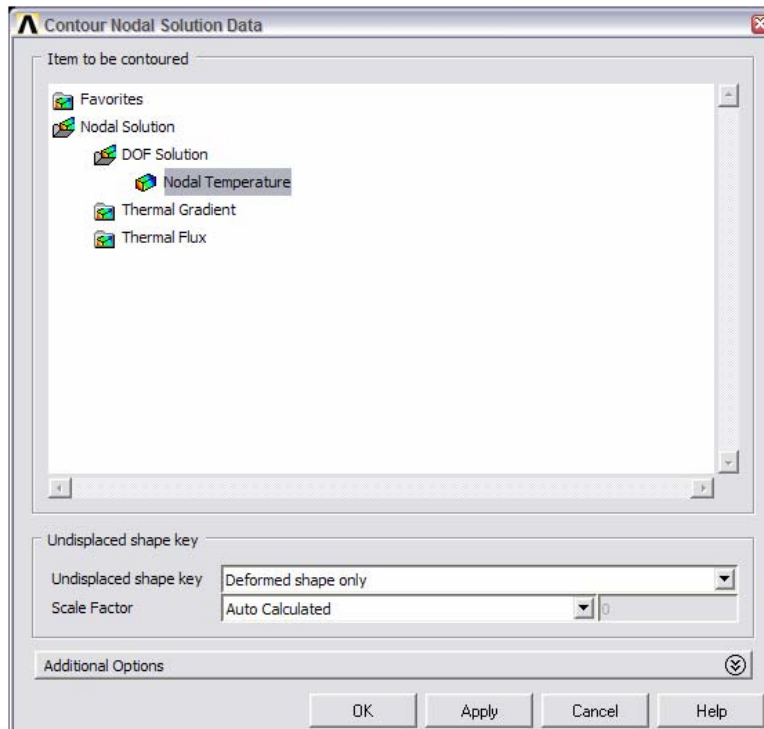 Contour Nodal Solution Data
Item to be contoured
Favorites
Nodal Solution
DOF Solution
Nodal Temperature
Thermal Gradient
Thermal Flux
Undisplaced shape key
Undisplaced shape key Deformed shape only
Scale Factor Auto Calculated 0
Additional Options
OK Apply Cancel Help